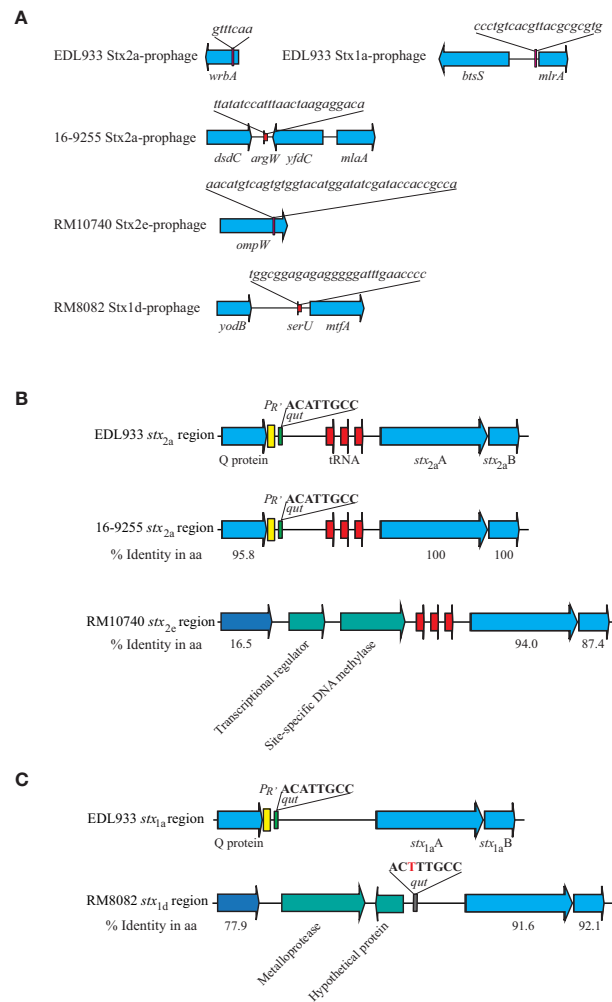 A
gtttcaa
ccctgtcacgttacgcgcgtg
EDL933 Stx2a-prophage
EDL933 Stx1a-prophage
wrbA
btsS
mlrA
ttatatccatttaactaagaggaca
16-9255 Stx2a-prophage
dsdC argW yfdC mlaA
aacatgtcagtgtggtacatggatatcgataccaccgcca
RM10740 Stx2e-prophage
ompW
tggcggagagagggggatttgaacccc
RM8082 Stx1d-prophage
yodB serU mtfA
B
PR' ACATTGCC
qut
EDL933 stx2a region
Q protein tRNA stx2aA stx2aB
PR' ACATTGCC
qut
16-9255 stx2a region
% Identity in aa 95.8 100 100
RM10740 stx2e region
% Identity in aa 16.5 94.0 87.4
Transcriptional regulator
Site-specific DNA methylase
C
PR' ACATTGCC
qut
EDL933 stx1a region
Q protein stx1aA stx1aB
ACTTTGCC
qut
RM8082 stx1d region
% Identity in aa 77.9 91.6 92.1
Metalloprotease
Hypothetical protein